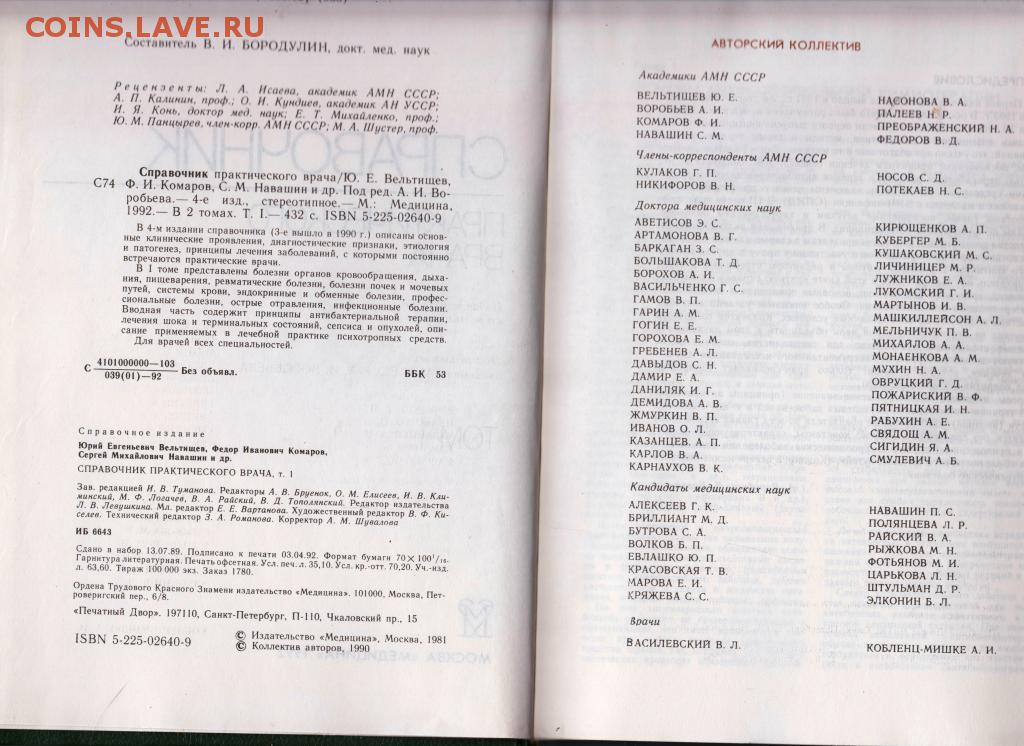 COINS.LAVE.RU
Составитель В. И. БОРОДУЛИН, докт. мед. наук
Рецензенты: Л. А. Исаева, академик АМН СССР;
А. П. Калинин, проф.; О. И. Кундиев, академик АН УССР;
И. Я. Конь, доктор мед. наук; Е. Т. Михайленко, проф.;
Ю. М. Панцырев, член-корр. АМН СССР; М. А. Шустер, проф.
Справочник практического врача/Ю. Е. Вельтищев,
С74 Ф. И. Комаров, С. М. Навашин и др. Под ред. А. И. Во-
робьева.— 4-е изд., стереотипное.— М.: Медицина,
1992.— В 2 томах. Т. I.— 432 с. ISBN 5-225-02640-9
В 4-м издании справочника (3-е вышло в 1990 г.) описаны основ-
ные клинические проявления, диагностические признаки, этиология
и патогенез, принципы лечения заболеваний, с которыми постоянно
встречаются практические врачи.
В I томе представлены болезни органов кровообращения, дыха-
ния, пищеварения, ревматические болезни, болезни почек и мочевых
путей, системы крови, эндокринные и обменные болезни, профес-
сиональные болезни, острые отравления, инфекционные болезни.
Вводная часть содержит принципы антибактериальной терапии,
лечения шока и терминальных состояний, сепсиса и опухолей, опи-
сание применяемых в лечебной практике психотропных средств.
Для врачей всех специальностей.
С 4101000000—103
039(01)—92 Без объявл. ББК 53
Справочное издание
Юрий Евгеньевич Вельтищев, Федор Иванович Комаров,
Сергей Михайлович Навашин и др.
СПРАВОЧНИК ПРАКТИЧЕСКОГО ВРАЧА, т. 1
Зав. редакцией И. В. Туманова. Редакторы А. В. Бруенок, О. М. Елисеев, И. В. Кли-
минский, М. Ф. Логачев, В. А. Райский, В. Д. Тополянский. Редактор издательства
Л. В. Левушкина. Мл. редактор Е. Е. Вартанова. Художественный редактор В. Ф. Ки-
селев. Технический редактор З. А. Романова. Корректор А. М. Шувалова
ИБ 6643
Сдано в набор 13.07.89. Подписано к печати 03.04.92. Формат бумаги 70×100¹/₁₆.
Гарнитура литературная. Печать офсетная. Усл. печ. л. 35,10. Усл. кр.-отт. 70,20. Уч.-изд.
л. 63,60. Тираж 100 000 экз. Заказ 1780.
Ордена Трудового Красного Знамени издательство «Медицина». 101000, Москва, Пет-
роверигский пер., 6/8.
«Печатный Двор». 197110, Санкт-Петербург, П-110, Чкаловский пр., 15
ISBN 5-225-02640-9
© Издательство «Медицина», Москва, 1981
© Коллектив авторов, 1990
АВТОРСКИЙ КОЛЛЕКТИВ
Академики АМН СССР
ВЕЛЬТИЩЕВ Ю. Е.
ВОРОБЬЕВ А. И.
КОМАРОВ Ф. И.
НАВАШИН С. М.
НАСОНОВА В. А.
ПАЛЕЕВ Н. Р.
ПРЕОБРАЖЕНСКИЙ Н. А.
ФЕДОРОВ В. Д.
Члены-корреспонденты АМН СССР
КУЛАКОВ Г. П.
НИКИФОРОВ В. Н.
НОСОВ С. Д.
ПОТЕКАЕВ Н. С.
Доктора медицинских наук
АВЕТИСОВ Э. С.
АРТАМОНОВА В. Г.
БАРКАГАН З. С.
БОЛЬШАКОВА Т. Д.
БОРОХОВ А. И.
ВАСИЛЬЧЕНКО Г. С.
ГАМОВ В. П.
ГАРИН А. М.
ГОГИН Е. Е.
ГОРОХОВА Е. М.
ГРЕБЕНЕВ А. Л.
ДАВЫДОВ С. Н.
ДАМИР Е. А.
ДАНИЛЯК И. Г.
ДЕМИДОВА А. В.
ЖМУРКИН В. П.
ИВАНОВ О. Л.
КАЗАНЦЕВ. А. П.
КАРЛОВ В. А.
КАРНАУХОВ В. К.
КИРЮЩЕНКОВ А. П.
КУБЕРГЕР М. Б.
КУШАКОВСКИЙ М. С.
ЛИЧИНИЦЕР М. Р.
ЛУЖНИКОВ Е. А.
ЛУКОМСКИЙ Г. И.
МАРТЫНОВ И. В.
МАШКИЛЛЕЙСОН А. Л.
МЕЛЬНИЧУК П. В.
МИХАЙЛОВ А. А.
МОНАЕНКОВА А. М.
МУХИН Н. А.
ОВРУЦКИЙ Г. Д.
ПОЖАРИСКИЙ В. Ф.
ПЯТНИЦКАЯ И. Н.
РАБУХИН А. Е.
СВЯДОЩ А. М.
СИГИДИН Я. А.
СМУЛЕВИЧ А. Б.
Кандидаты медицинских наук
АЛЕКСЕЕВ Г. К.
БРИЛЛИАНТ М. Д.
БУТРОВА С. А.
ВОЛКОВ Б. П.
ЕВЛАШКО Ю. П.
КРАСОВСКАЯ Т. В.
МАРОВА Е. И.
КРЯЖЕВА С. С.
НАВАШИН П. С.
ПОЛЯНЦЕВА Л. Р.
РАЙСКИЙ В. А.
РЫЖКОВА М. Н.
ФОТЬЯНОВ М. И.
ЦАРЬКОВА Л. Н.
ШТУЛЬМАН Д. Р.
ЭЛКОНИН Б. Л.
Врачи
ВАСИЛЕВСКИЙ В. Л.
КОБЛЕНЦ-МИШКЕ А. И.